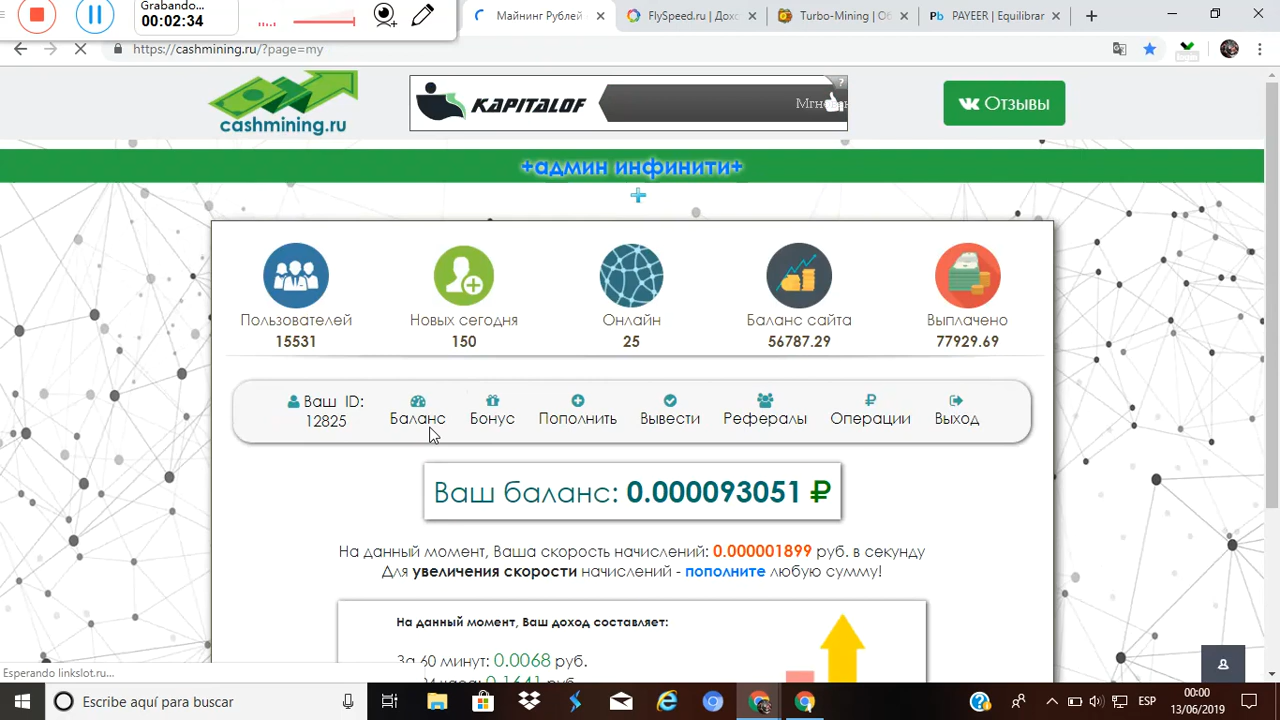 Grabando...
00:02:34
Майнинг Рублей
FlySpeed.ru | Дохо
Turbo-Mining | Об
PAYEER | Equilibrar
https://cashmining.ru/?page=my
cashmining.ru
KAPITALOF
Отзывы
+админ инфинити+
Пользователей
15531
Новых сегодня
150
Онлайн
25
Баланс сайта
56787.29
Выплачено
77929.69
Ваш ID:
12825
Баланс
Бонус
Пополнить
Вывести
Рефералы
Операции
Выход
Ваш баланс: 0.000093051 ₽
На данный момент, Ваша скорость начислений: 0.000001899 руб. в секунду
Для увеличения скорости начислений - пополните любую сумму!
На данный момент, Ваш доход составляет:
За 60 минут: 0.0068 руб.
Esperando linkslot.ru...
Escribe aquí para buscar
ESP
00:00
13/06/2019